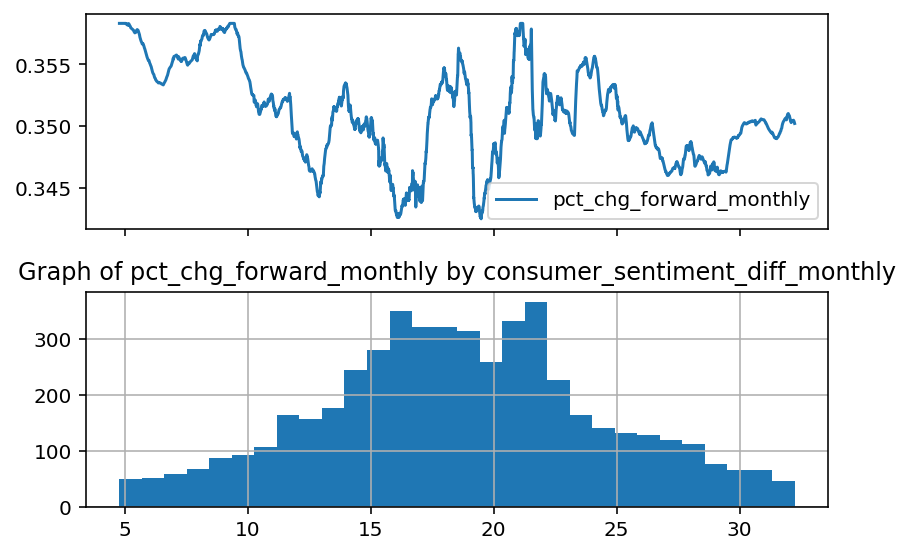 0.355
0.350
0.345
pct_chg_forward_monthly
Graph of pct_chg_forward_monthly by consumer_sentiment_diff_monthly
300
200
100
0
5 10 15 20 25 30